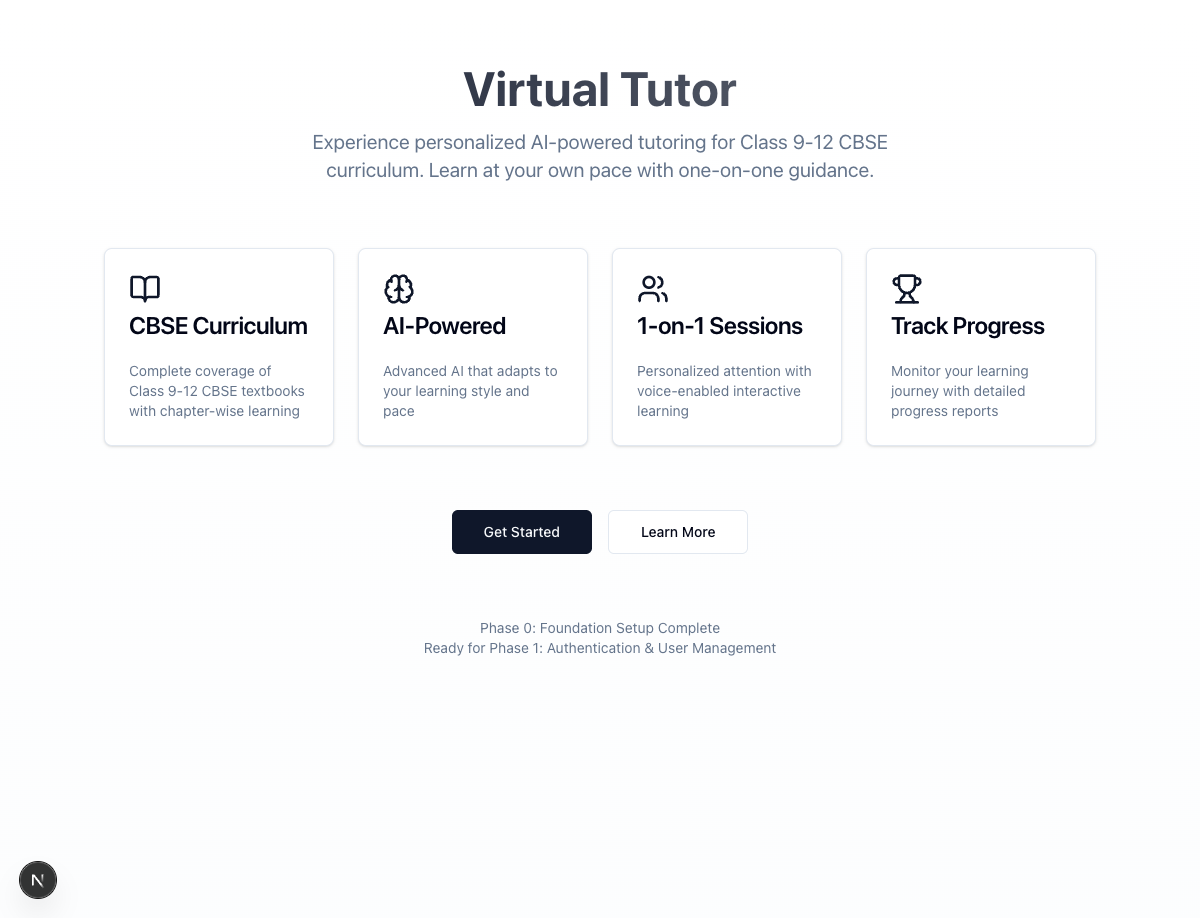 Virtual Tutor
Experience personalized AI-powered tutoring for Class 9-12 CBSE
curriculum. Learn at your own pace with one-on-one guidance.
CBSE Curriculum
Complete coverage of
Class 9-12 CBSE textbooks
with chapter-wise learning
AI-Powered
Advanced AI that adapts to
your learning style and
pace
1-on-1 Sessions
Personalized attention with
voice-enabled interactive
learning
Track Progress
Monitor your learning
journey with detailed
progress reports
Get Started
Learn More
Phase 0: Foundation Setup Complete
Ready for Phase 1: Authentication & User Management
N